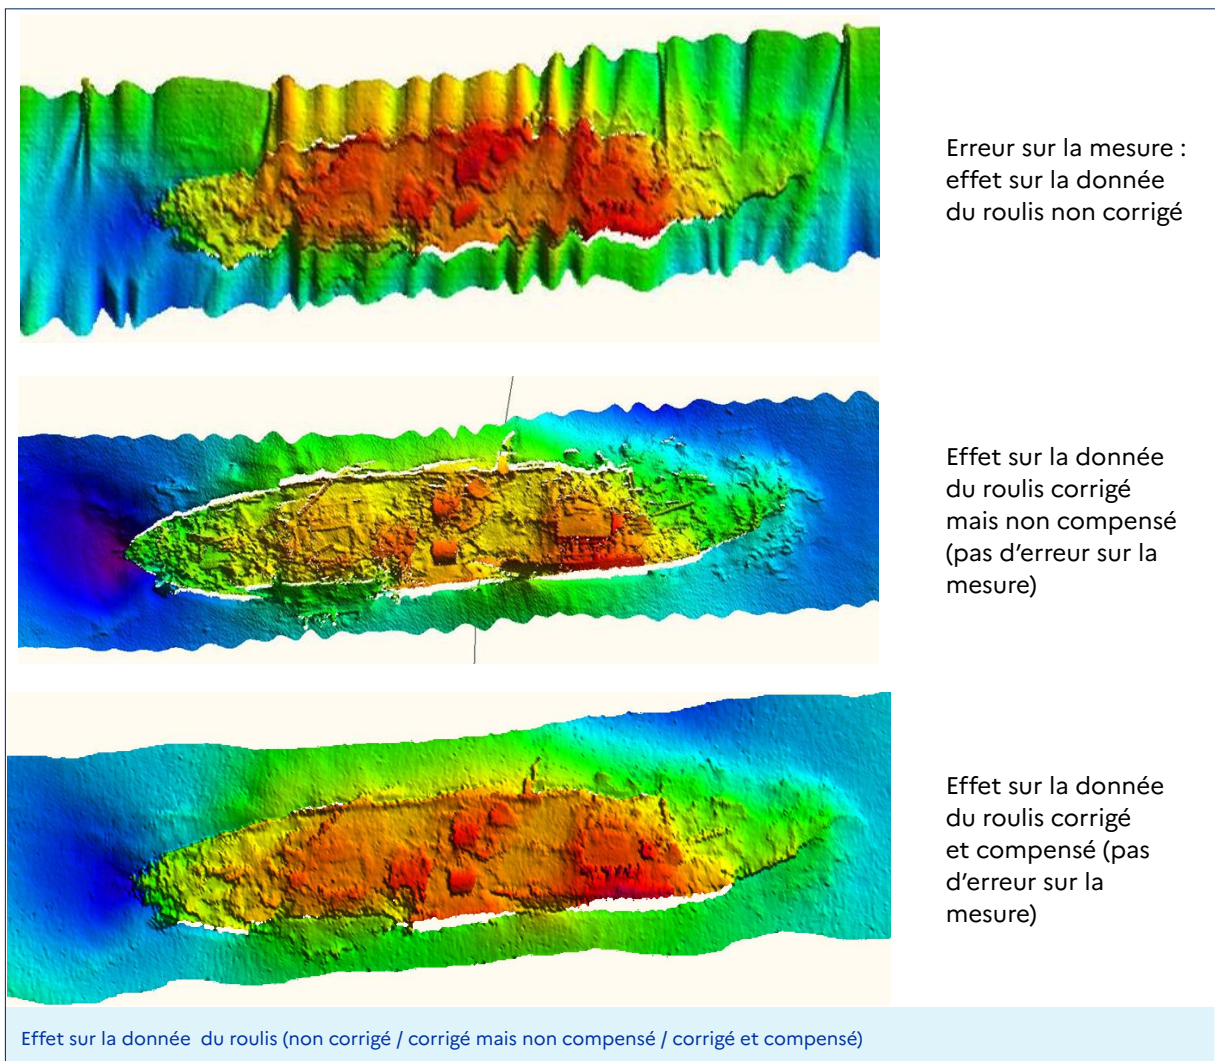 Erreur sur la mesure :
effet sur la donnée
du roulis non corrigé
Effet sur la donnée
du roulis corrigé
mais non compensé
(pas d’erreur sur la
mesure)
Effet sur la donnée
du roulis corrigé
et compensé (pas
d’erreur sur la
mesure)
Effet sur la donnée  du roulis (non corrigé / corrigé mais non compensé / corrigé et compensé)